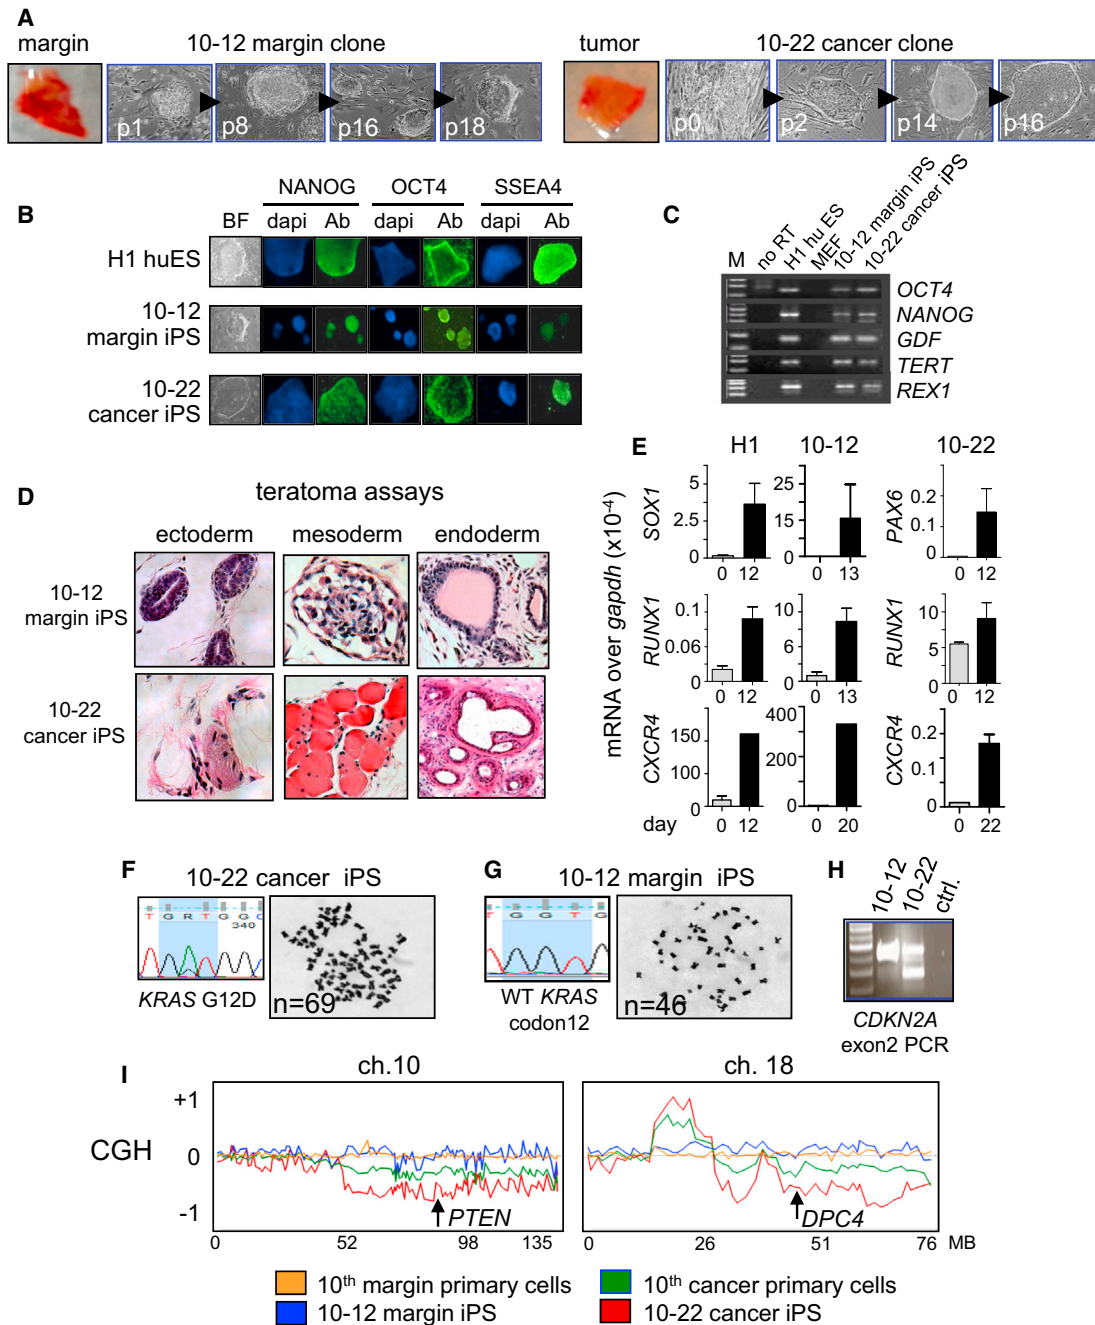 A
margin
10-12 margin clone
tumor
10-22 cancer clone
p1
p8
p16
p18
p0
p2
p14
p16
B
NANOG
OCT4
SSEA4
BF
dapi
Ab
dapi
Ab
dapi
Ab
H1 huES
10-12
margin iPS
10-22
cancer iPS
C
M
no RT
H1 hu ES
MEF
10-12 margin iPS
10-22 cancer iPS
OCT4
NANOG
GDF
TERT
REX1
D
teratoma assays
ectoderm
mesoderm
endoderm
10-12
margin iPS
10-22
cancer iPS
E
H1
10-12
10-22
mRNA over gapdh (x10-4)
SOX1
5
2.5
0
0 12
25
15
0
0 13
PAX6
0.2
0.1
0
0 12
RUNX1
0.1
0.06
0
0 12
10
6
0
0 13
RUNX1
10
5
0
0 12
CXCR4
150
100
0
0 12
400
200
0
0 20
CXCR4
0.2
0.1
0
0 22
day
F
10-22 cancer iPS
T G R T G G C
340
KRAS G12D
n=69
G
10-12 margin iPS
T G G T G
WT KRAS
codon12
n=46
H
10-12
10-22
ctrl.
CDKN2A
exon2 PCR
I
ch.10
ch. 18
CGH
+1
0
-1
PTEN
DPC4
0 52 98 135
0 26 51 76 MB
10th margin primary cells
10th cancer primary cells
10-12 margin iPS
10-22 cancer iPS